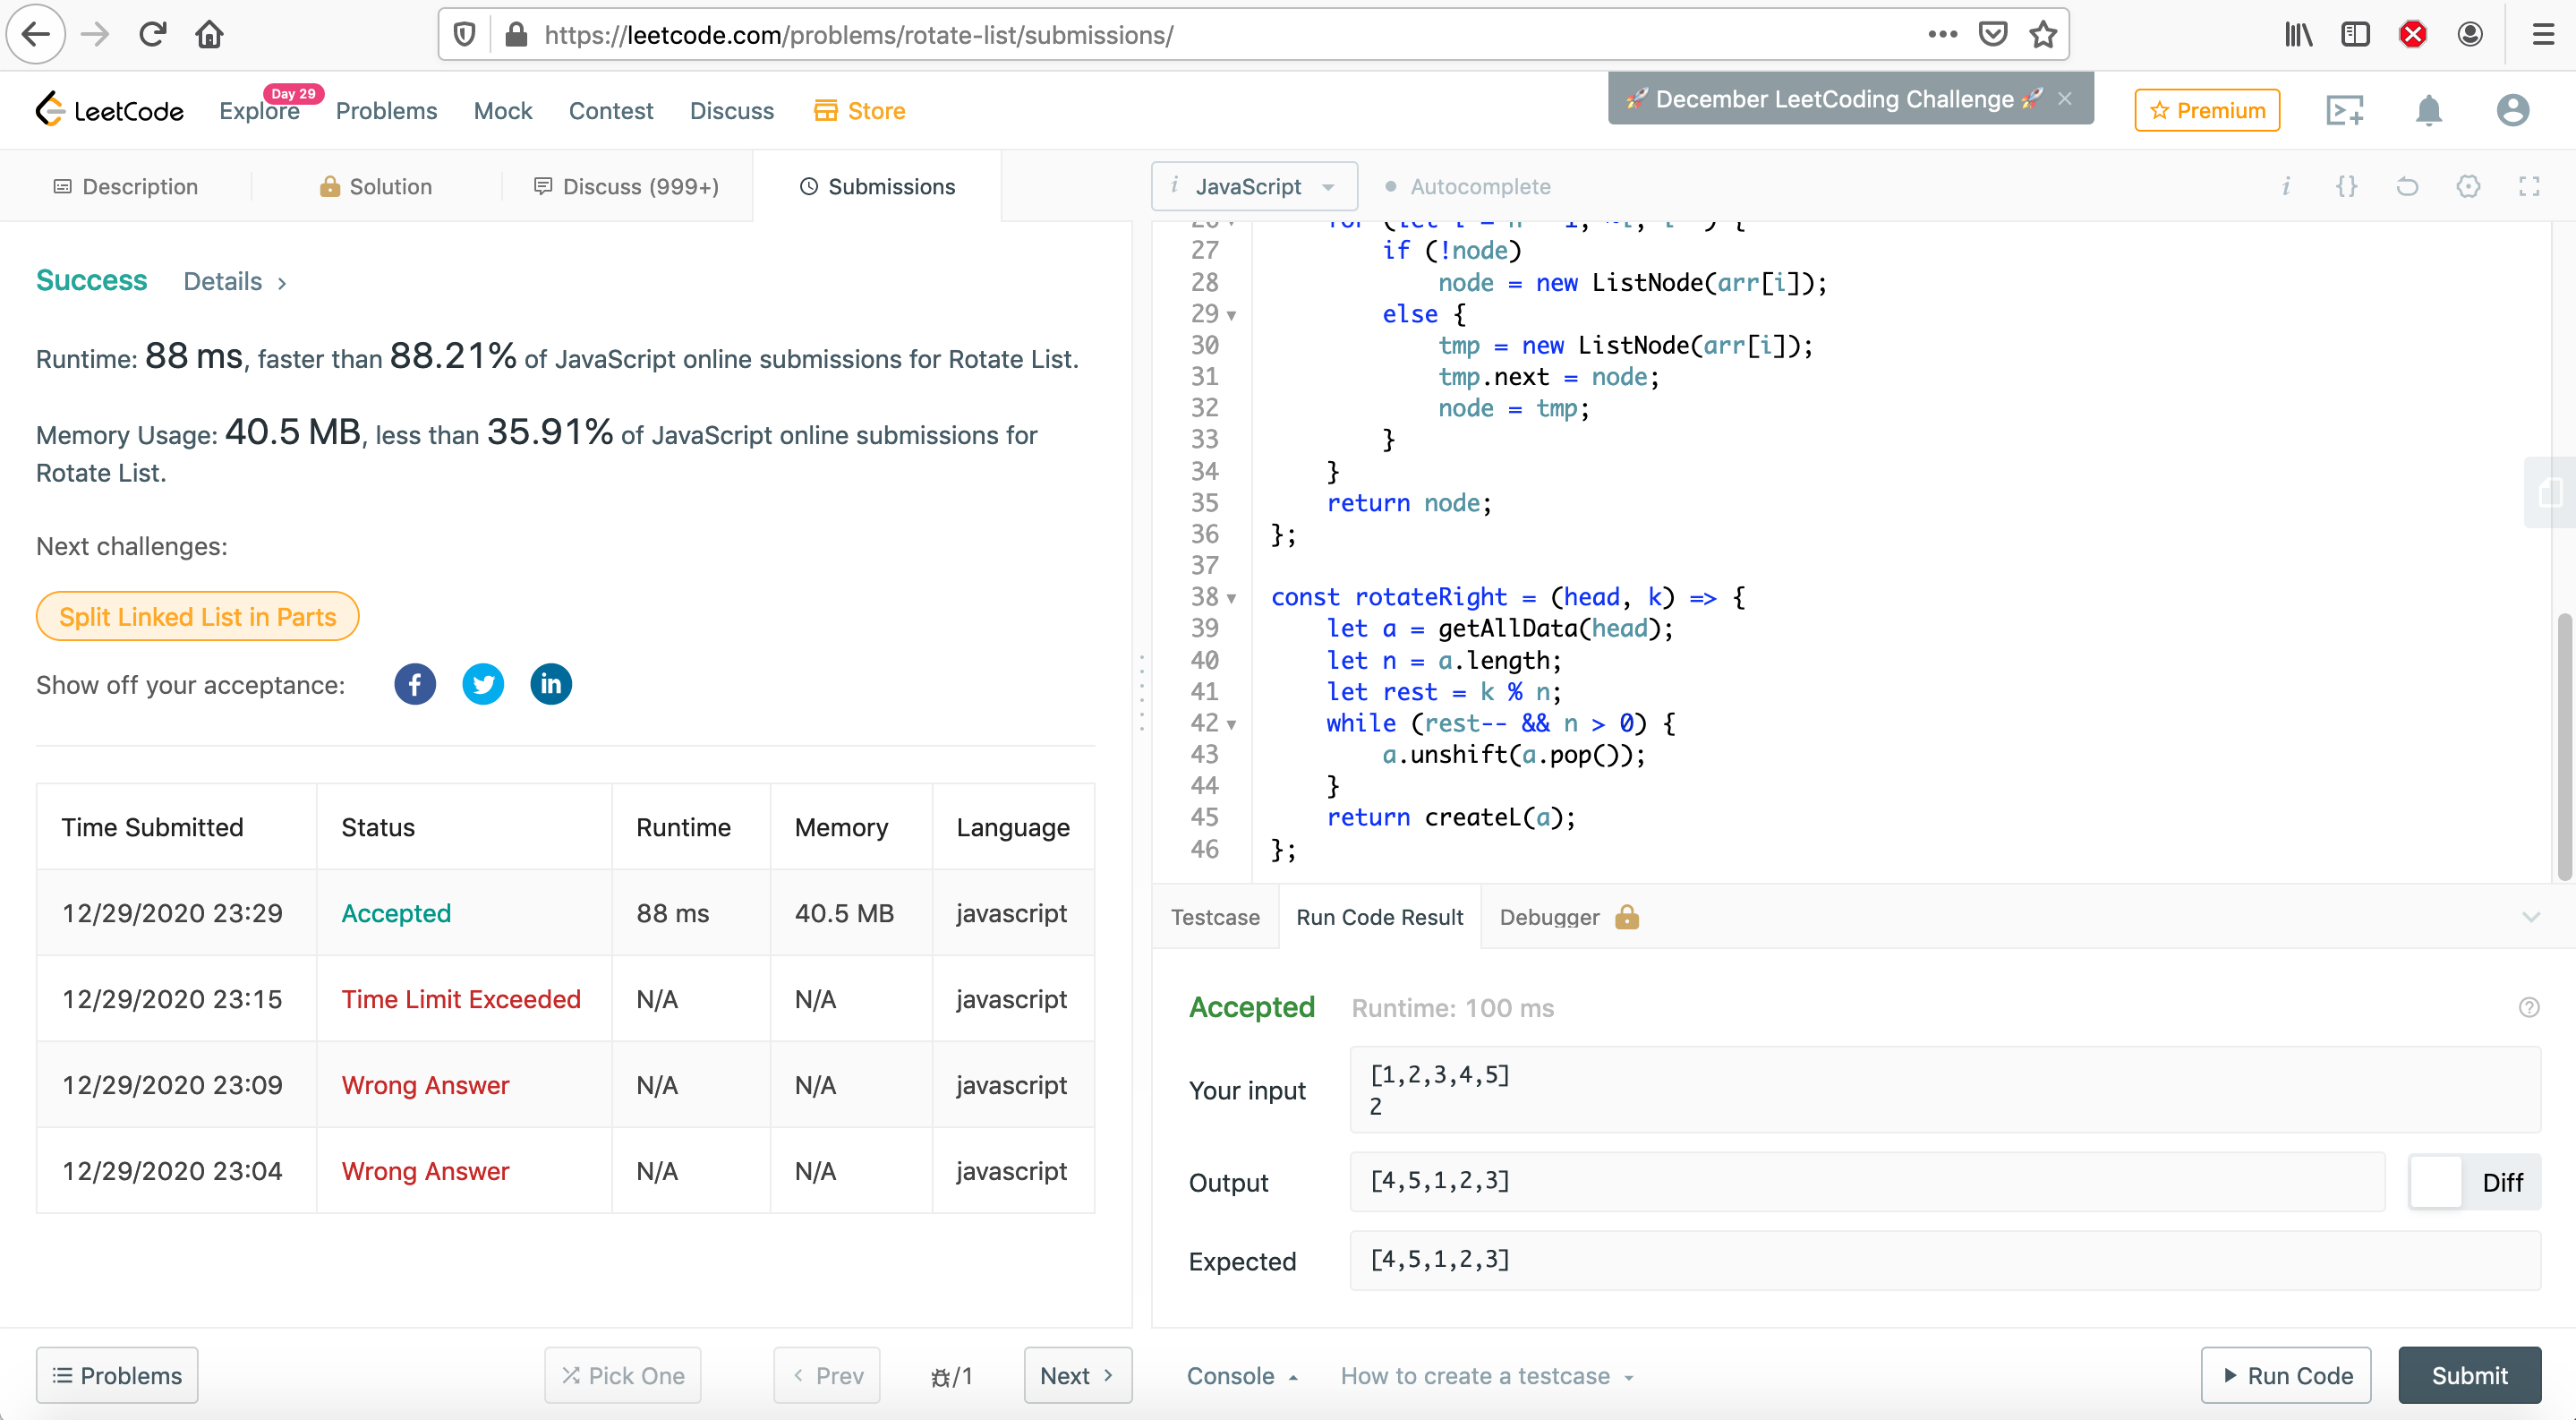 https://leetcode.com/problems/rotate-list/submissions/
LeetCode
Explore
Day 29
Problems
Mock
Contest
Discuss
Store
🚀 December LeetCoding Challenge 🚀
Premium
Description
Solution
Discuss (999+)
Submissions
Success
Details
Runtime: 88 ms, faster than 88.21% of JavaScript online submissions for Rotate List.
Memory Usage: 40.5 MB, less than 35.91% of JavaScript online submissions for
Rotate List.
Next challenges:
Split Linked List in Parts
Show off your acceptance:
Time Submitted Status Runtime Memory Language
12/29/2020 23:29 Accepted 88 ms 40.5 MB javascript
12/29/2020 23:15 Time Limit Exceeded N/A N/A javascript
12/29/2020 23:09 Wrong Answer N/A N/A javascript
12/29/2020 23:04 Wrong Answer N/A N/A javascript
Problems
Pick One
< Prev
/1
Next >
i JavaScript
Autocomplete
i {}
27 if (!node)
28 node = new ListNode(arr[i]);
29 else {
30 tmp = new ListNode(arr[i]);
31 tmp.next = node;
32 node = tmp;
33 }
34 }
35 return node;
36 };
37
38 const rotateRight = (head, k) => {
39 let a = getAllData(head);
40 let n = a.length;
41 let rest = k % n;
42 while (rest-- && n > 0) {
43 a.unshift(a.pop());
44 }
45 return createL(a);
46 };
Testcase
Run Code Result
Debugger
Accepted
Runtime: 100 ms
Your input
[1,2,3,4,5]
2
Output
[4,5,1,2,3]
Diff
Expected
[4,5,1,2,3]
Console
How to create a testcase
Run Code
Submit